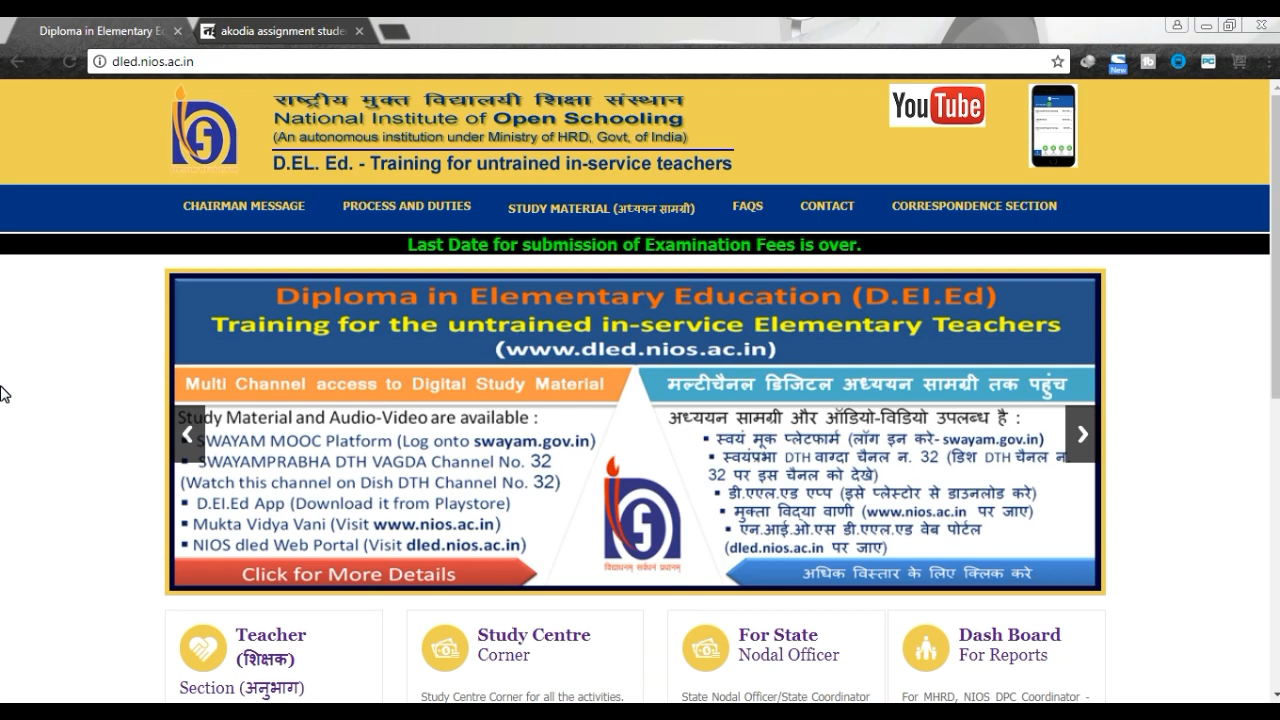 Diploma in Elementary E
akodia assignment stude
dled.nios.ac.in
New
PC
राष्ट्रीय मुक्त विद्यालयी शिक्षा संस्थान
National Institute of Open Schooling
(An autonomous institution under Ministry of HRD, Govt, of India)
D.EL. Ed. - Training for untrained in-service teachers
YouTube
CHAIRMAN MESSAGE PROCESS AND DUTIES STUDY MATERIAL (अध्ययन सामग्री) FAQS CONTACT CORRESPONDENCE SECTION
Last Date for submission of Examination Fees is over.
Diploma in Elementary Education (D.El.Ed)
Training for the untrained in-service Elementary Teachers
(www.dled.nios.ac.in)
Multi Channel access to Digital Study Material
Study Material and Audio-Video are available :
SWAYAM MOOC Platform (Log onto swayam.gov.in)
SWAYAMPRABHA DTH VAGDA Channel No. 32
(Watch this channel on Dish DTH Channel No. 32)
▪ D.El.Ed App (Download it from Playstore)
▪ Mukta Vidya Vani (Visit www.nios.ac.in)
▪ NIOS dled Web Portal (Visit dled.nios.ac.in)
Click for More Details
मल्टीचैनल डिजिटल अध्ययन सामग्री तक पहुंच
अध्ययन सामग्री और ऑडियो-विडियो उपलब्ध है :
▪ स्वयं मूक प्लेटफार्म (लॉग इन करे- swayam.gov.in)
▪ स्वयंप्रभा DTH वाग्दा चैनल न. 32 (डिश DTH चैनल न.
32 पर इस चैनल को देखे)
▪ डी.एएल.एड एप्प (इसे प्लेस्टोर से डाउनलोड करे)
▪ मुक्ता विद्या वाणी (www.nios.ac.in पर जाए)
▪ एन.आई.ओ.एस डी.एएल.एड वेब पोर्टल
(dled.nios.ac.in पर जाए)
विद्याधनम् सर्वधनं प्रधानम्
अधिक विस्तार के लिए क्लिक करे
Teacher
(शिक्षक)
Section (अनुभाग)
Study Centre
Corner
Study Centre Corner for all the activities.
For State
Nodal Officer
State Nodal Officer/State Coordinator
Dash Board
For Reports
For MHRD, NIOS DPC Coordinator -